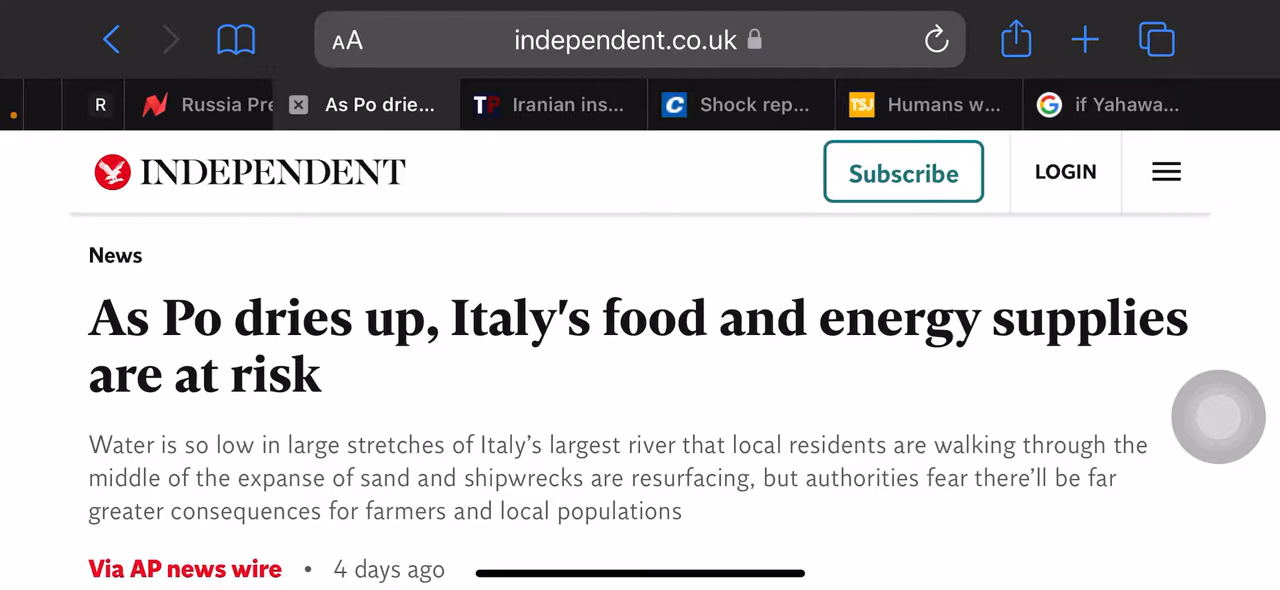 AA independent.co.uk
R Russia Pre As Po drie... TP Iranian ins... C Shock rep... TSJ Humans w... G if Yahawa...
INDEPENDENT Subscribe LOGIN
News
As Po dries up, Italy's food and energy supplies
are at risk
Water is so low in large stretches of Italy’s largest river that local residents are walking through the
middle of the expanse of sand and shipwrecks are resurfacing, but authorities fear there’ll be far
greater consequences for farmers and local populations
Via AP news wire • 4 days ago